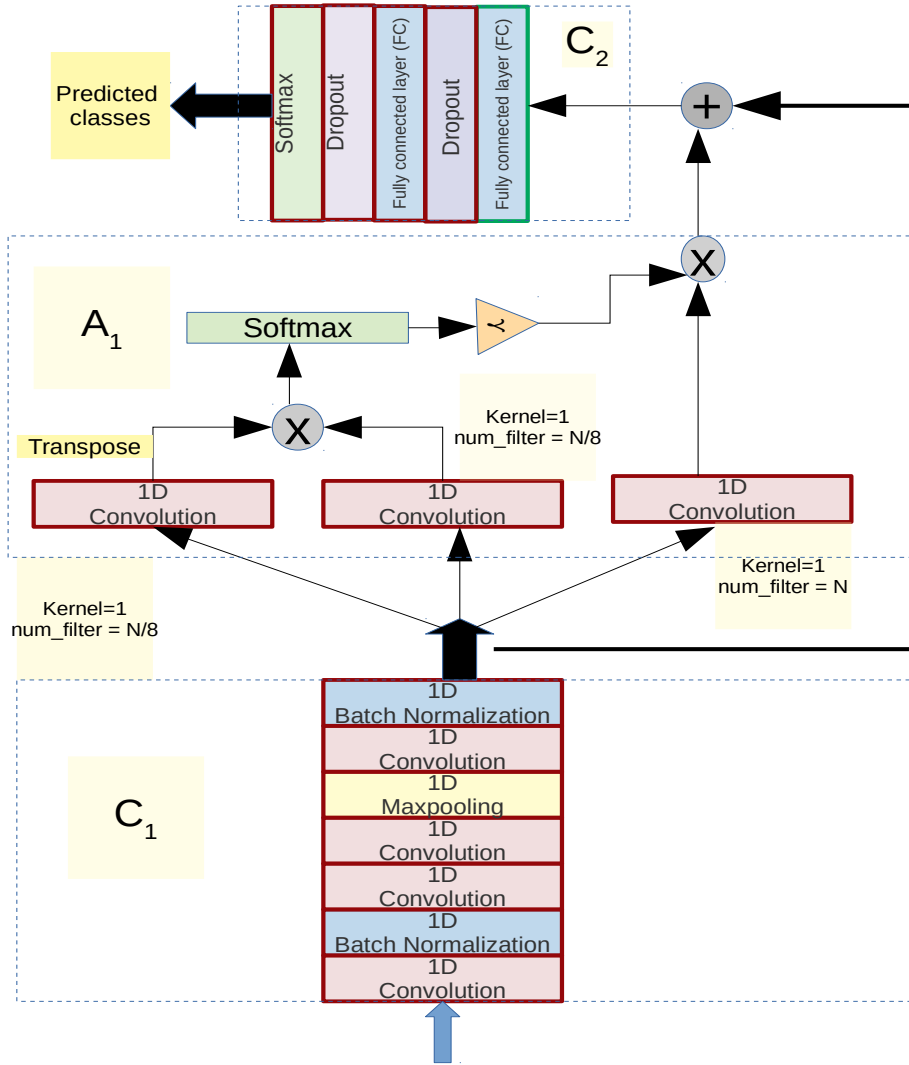 C2
Predicted
classes
Softmax
Dropout
Fully connected layer (FC)
Dropout
Fully connected layer (FC)
+
A1
X
Softmax
γ
Kernel=1
num_filter = N/8
X
Transpose
1D
Convolution
1D
Convolution
1D
Convolution
Kernel=1
num_filter = N/8
Kernel=1
num_filter = N
C1
1D
Batch Normalization
1D
Convolution
1D
Maxpooling
1D
Convolution
1D
Convolution
1D
Batch Normalization
1D
Convolution